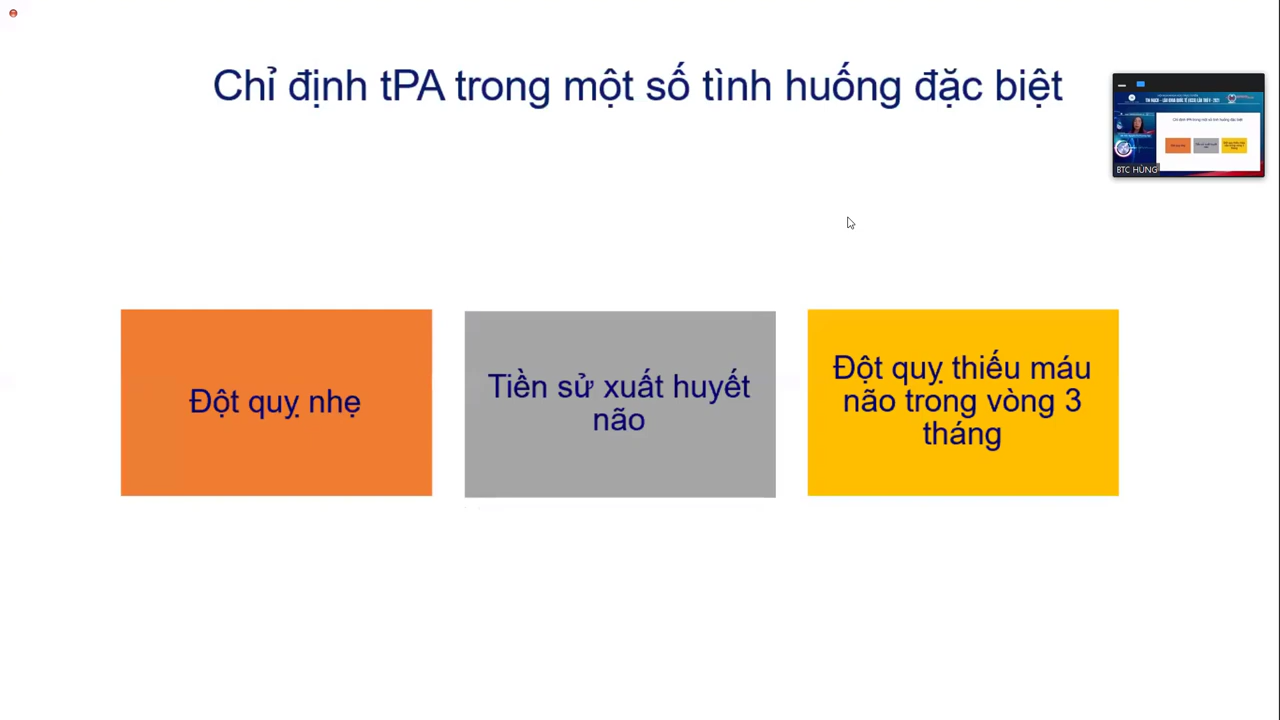 Chỉ định tPA trong một số tình huống đặc biệt
BTC HÙNG
Đột quỵ nhẹ
Tiền sử xuất huyết
não
Đột quỵ thiếu máu
não trong vòng 3
tháng